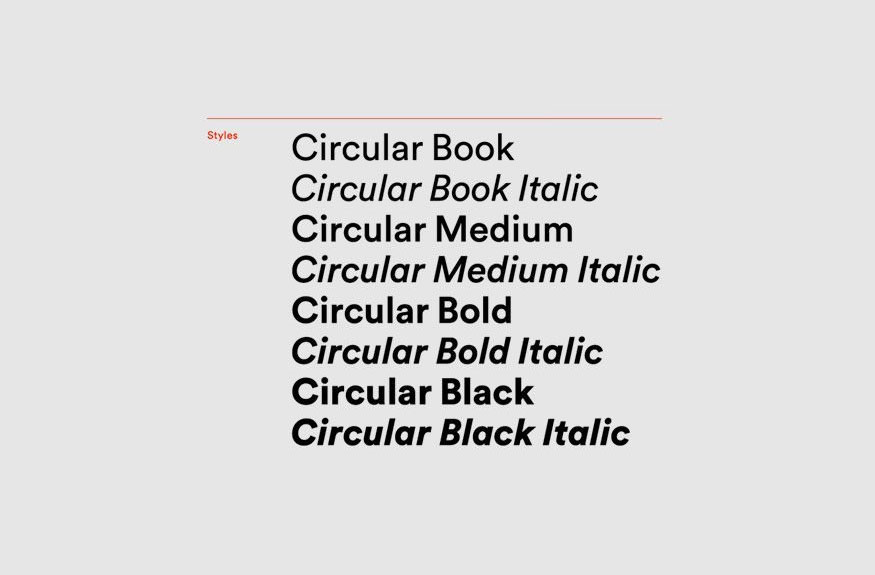 Styles
Circular Book
Circular Book Italic
Circular Medium
Circular Medium Italic
Circular Bold
Circular Bold Italic
Circular Black
Circular Black Italic